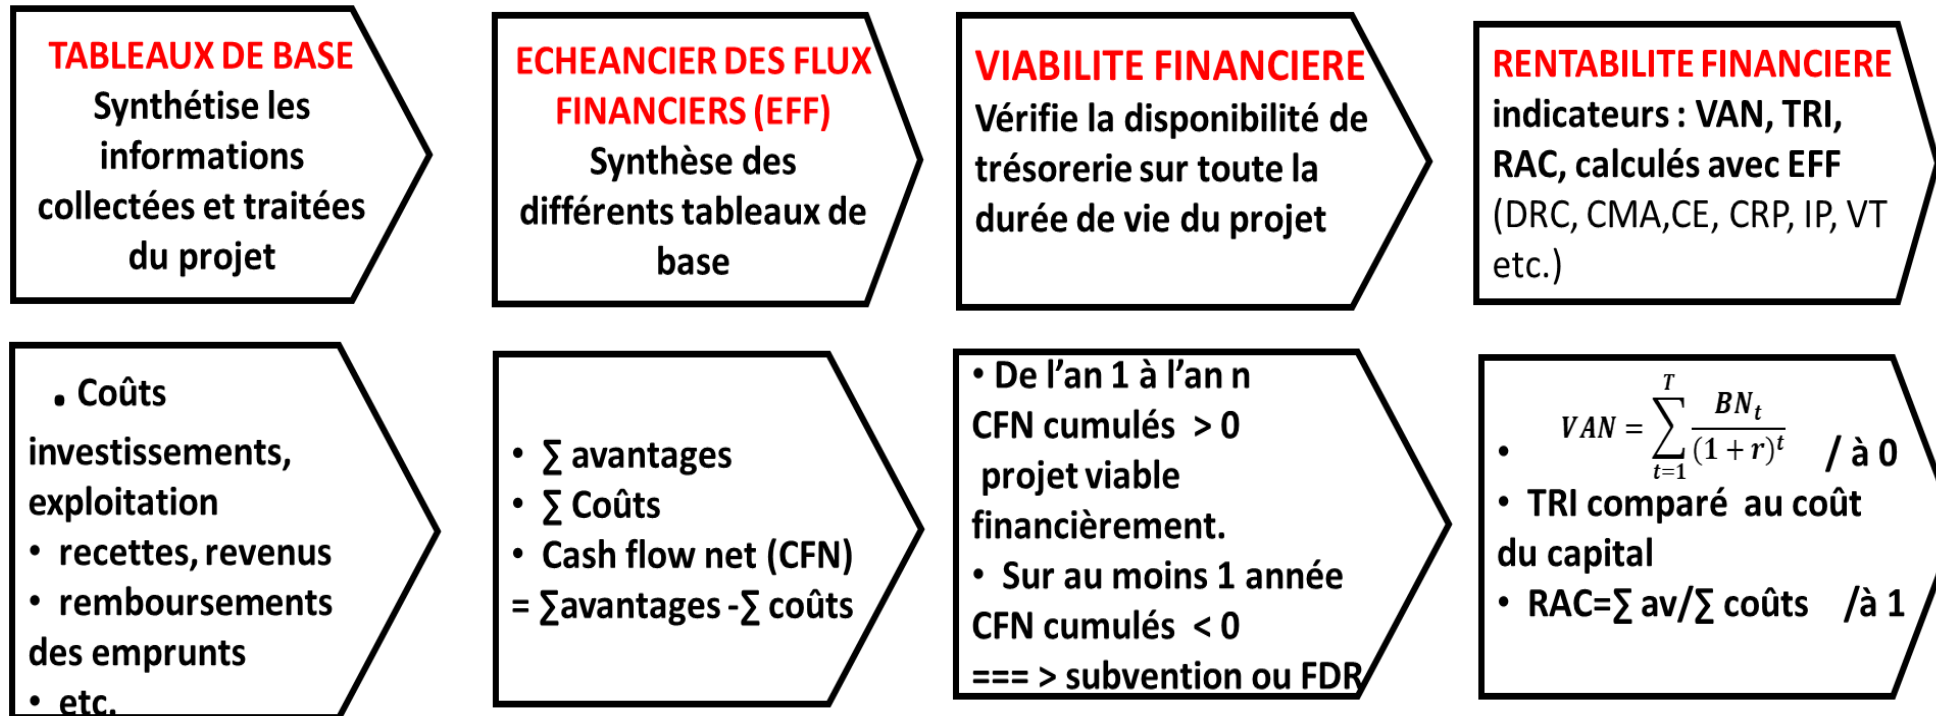 TABLEAUX DE BASE
Synthétise les
informations
collectées et traitées
du projet
ECHEANCIER DES FLUX
FINANCIERS (EFF)
Synthèse des
différents tableaux de
base
VIABILITE FINANCIERE
Vérifie la disponibilité de
trésorerie sur toute la
durée de vie du projet
RENTABILITE FINANCIERE
indicateurs : VAN, TRI,
RAC, calculés avec EFF
(DRC, CMA,CE, CRP, IP, VT
etc.)
. Coûts
investissements,
exploitation
• recettes, revenus
• remboursements
des emprunts
• etc.
• ∑ avantages
• ∑ Coûts
• Cash flow net (CFN)
= ∑avantages -∑ coûts
• De l’an 1 à l’an n
CFN cumulés > 0
projet viable
financièrement.
• Sur au moins 1 année
CFN cumulés < 0
=== > subvention ou FDR
• $VAN = \sum_{t=1}^{T} \frac{BN_t}{(1+r)^t}$ / à 0
• TRI comparé au coût
du capital
• RAC=∑ av/∑ coûts /à 1